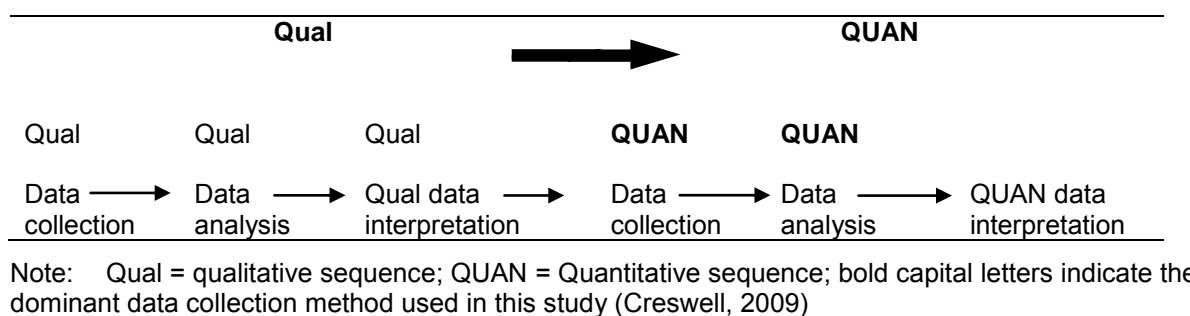 Qual QUAN
Qual Qual Qual QUAN QUAN
Data Data Qual data Data Data QUAN data
collection analysis interpretation collection analysis interpretation
Note: Qual = qualitative sequence; QUAN = Quantitative sequence; bold capital letters indicate the
dominant data collection method used in this study (Creswell, 2009)